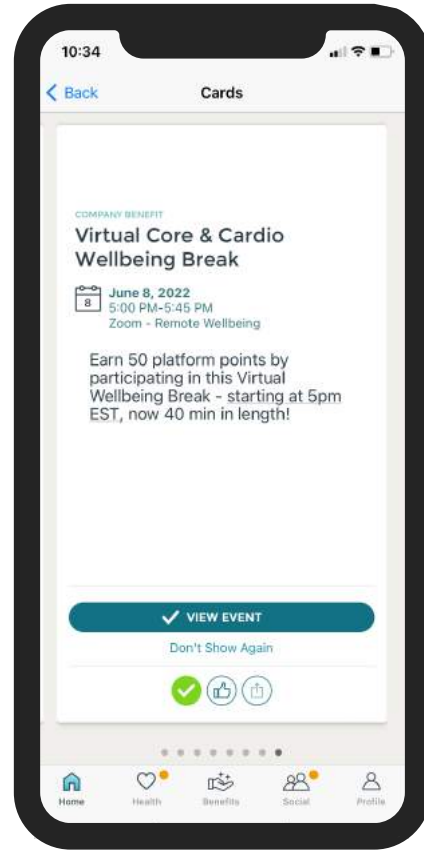 10:34
Back
Cards
COMPANY BENEFIT
Virtual Core & Cardio
Wellbeing Break
8
June 8, 2022
5:00 PM-5:45 PM
Zoom - Remote Wellbeing
Earn 50 platform points by
participating in this Virtual
Wellbeing Break - starting at 5pm
EST, now 40 min in length!
VIEW EVENT
Don't Show Again
Home Health Benefits Social Profile